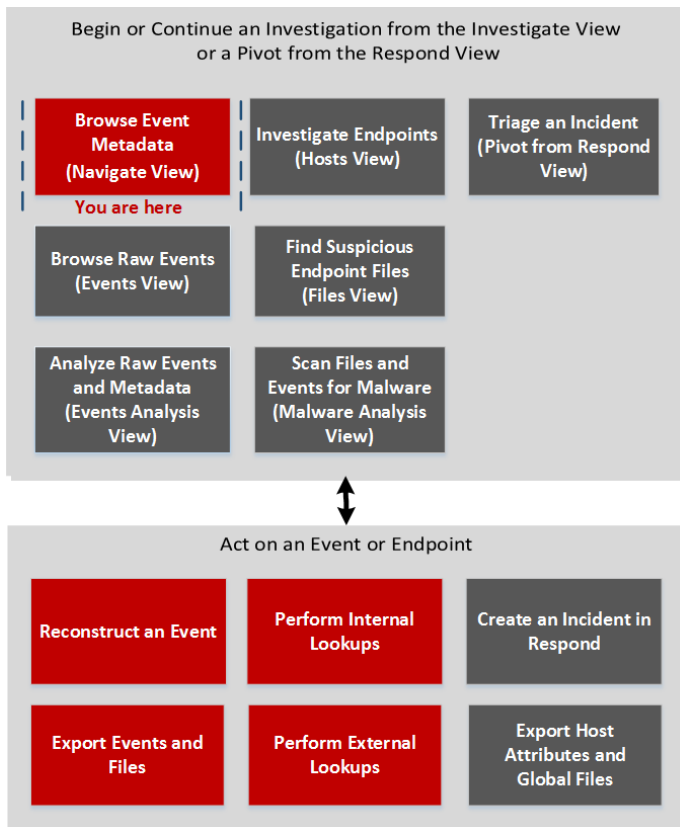 Begin or Continue an Investigation from the Investigate View
or a Pivot from the Respond View
Browse Event
Metadata
(Navigate View)
You are here
Investigate Endpoints
(Hosts View)
Triage an Incident
(Pivot from Respond
View)
Browse Raw Events
(Events View)
Find Suspicious
Endpoint Files
(Files View)
Analyze Raw Events
and Metadata
(Events Analysis
View)
Scan Files and
Events for Malware
(Malware Analysis
View)
Act on an Event or Endpoint
Reconstruct an Event
Perform Internal
Lookups
Create an Incident in
Respond
Export Events and
Files
Perform External
Lookups
Export Host
Attributes and
Global Files